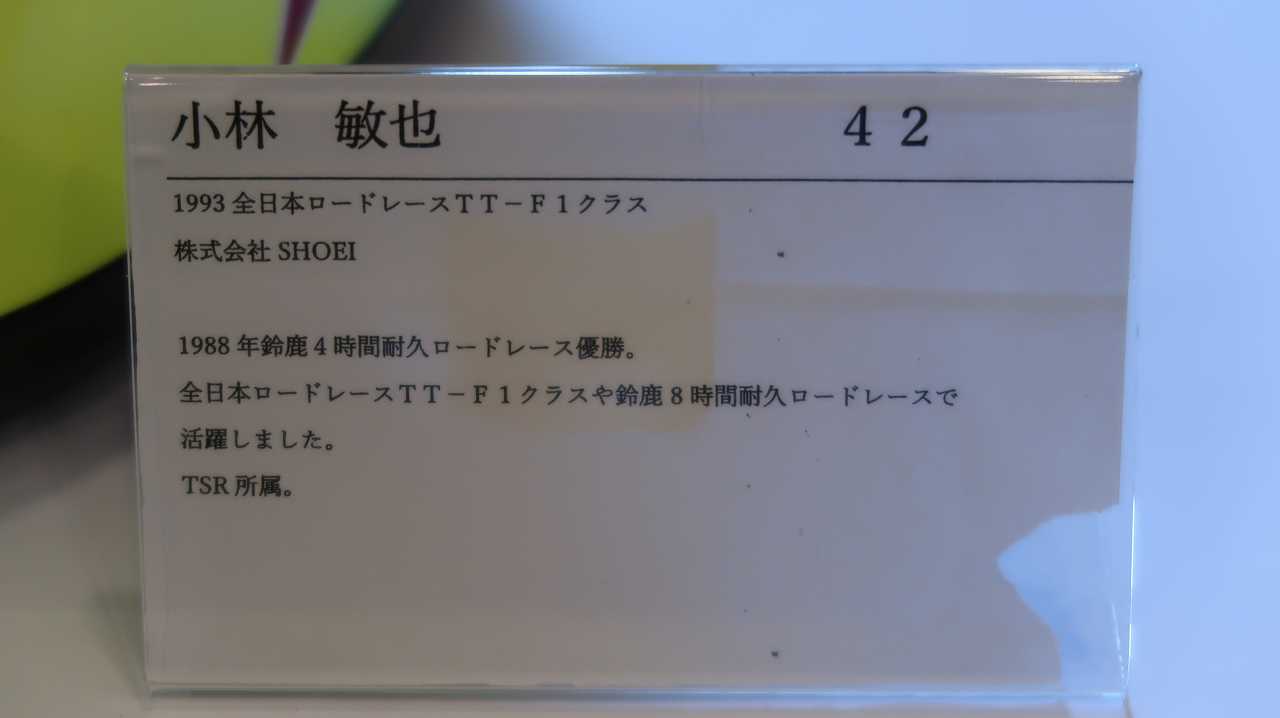 小林　敏也　４２
1993 全日本ロードレースＴＴ－Ｆ１クラス
株式会社 SHOEI
1988 年鈴鹿 4 時間耐久ロードレース優勝。
全日本ロードレースＴＴ－Ｆ１クラスや鈴鹿 8 時間耐久ロードレースで
活躍しました。
TSR 所属。